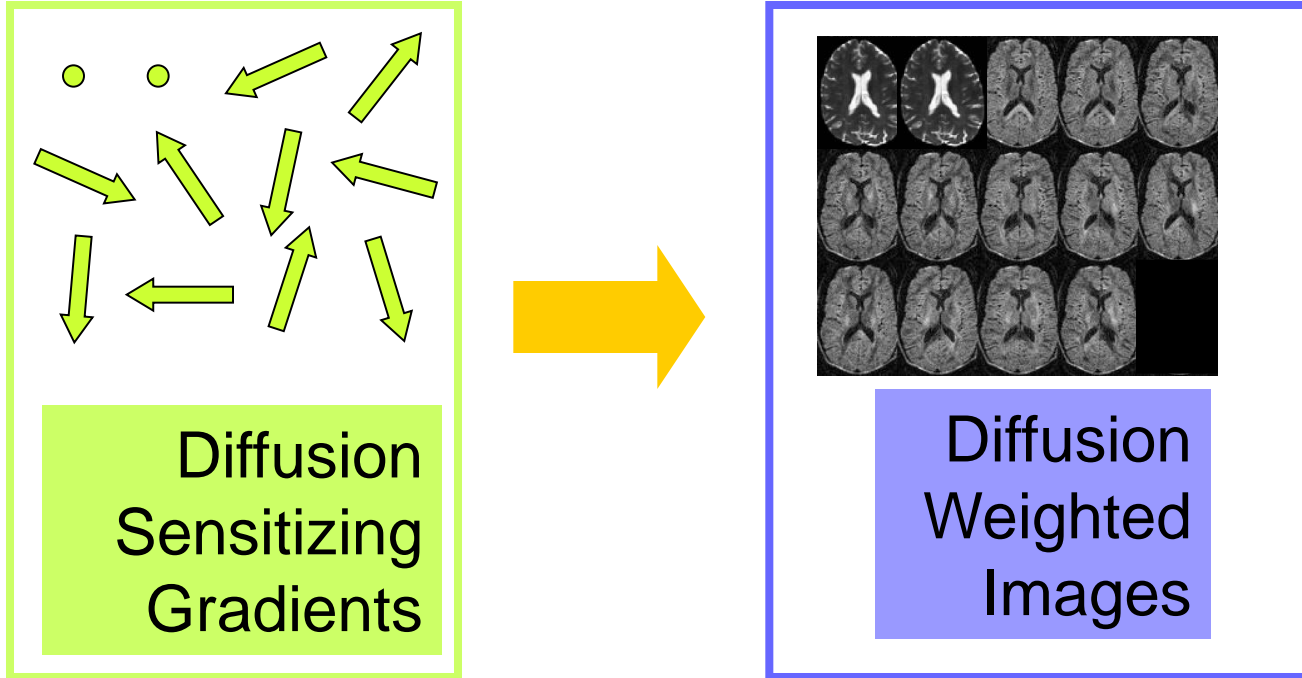 Diffusion
Sensitizing
Gradients
Diffusion
Weighted
Images